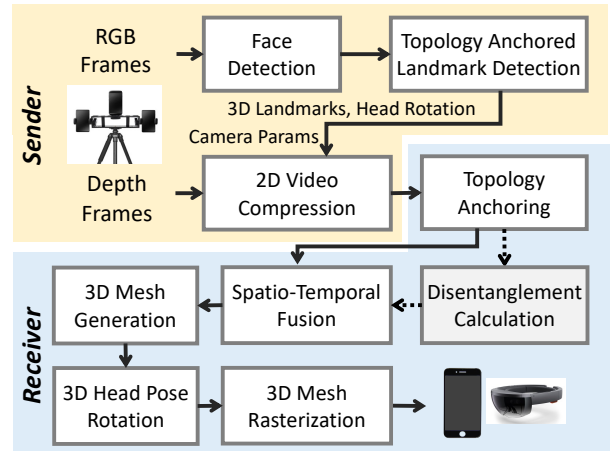 Sender
RGB
Frames
Face
Detection
Topology Anchored
Landmark Detection
3D Landmarks, Head Rotation
Camera Params
Depth
Frames
2D Video
Compression
Topology
Anchoring
Receiver
3D Mesh
Generation
Spatio-Temporal
Fusion
Disentanglement
Calculation
3D Head Pose
Rotation
3D Mesh
Rasterization